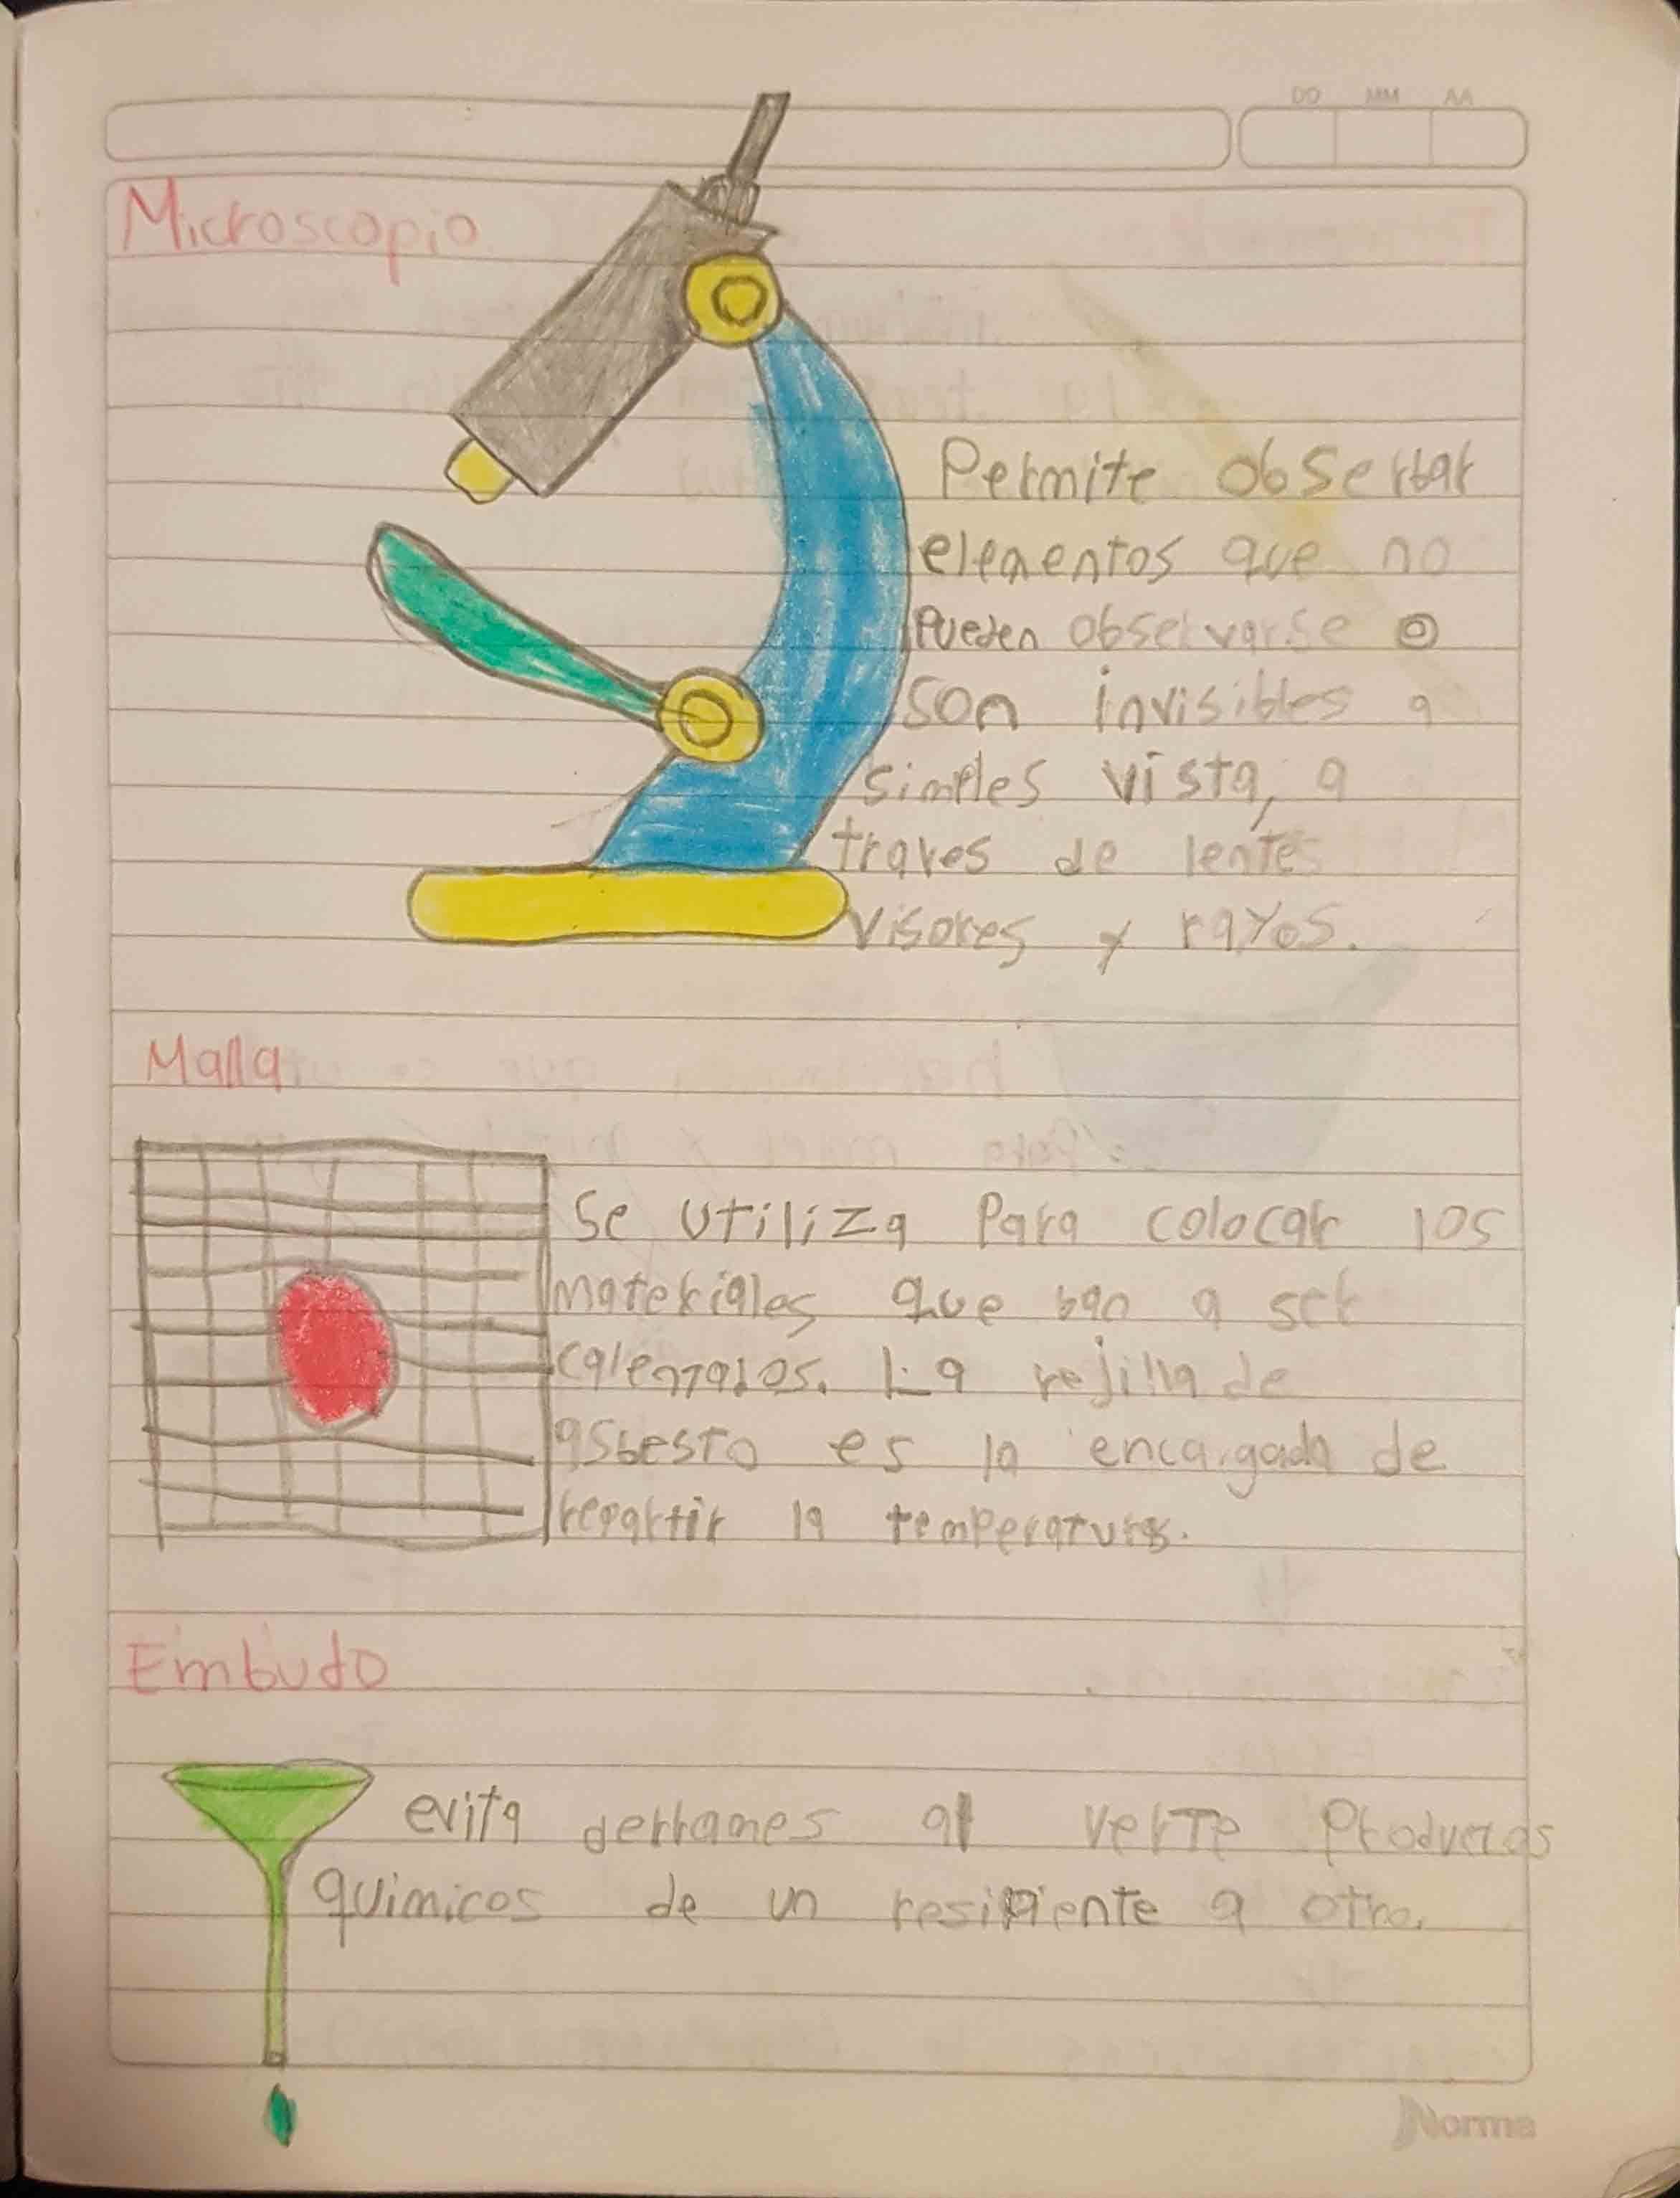 DD MM AA
Microscopio
Permite obserbar
elementos que no
pueden observarse o
son invisibles a
simples vista, a
traves de lentes
visores y rayos.
Malla
Se utiliza para colocar los
materiales que ban a ser
calentados. La rejilla de
asbesto es la encargada de
repartir la temperatura.
Embudo
evita derrames al verte Productos
quimicos de un resipiente a otro.
Norma